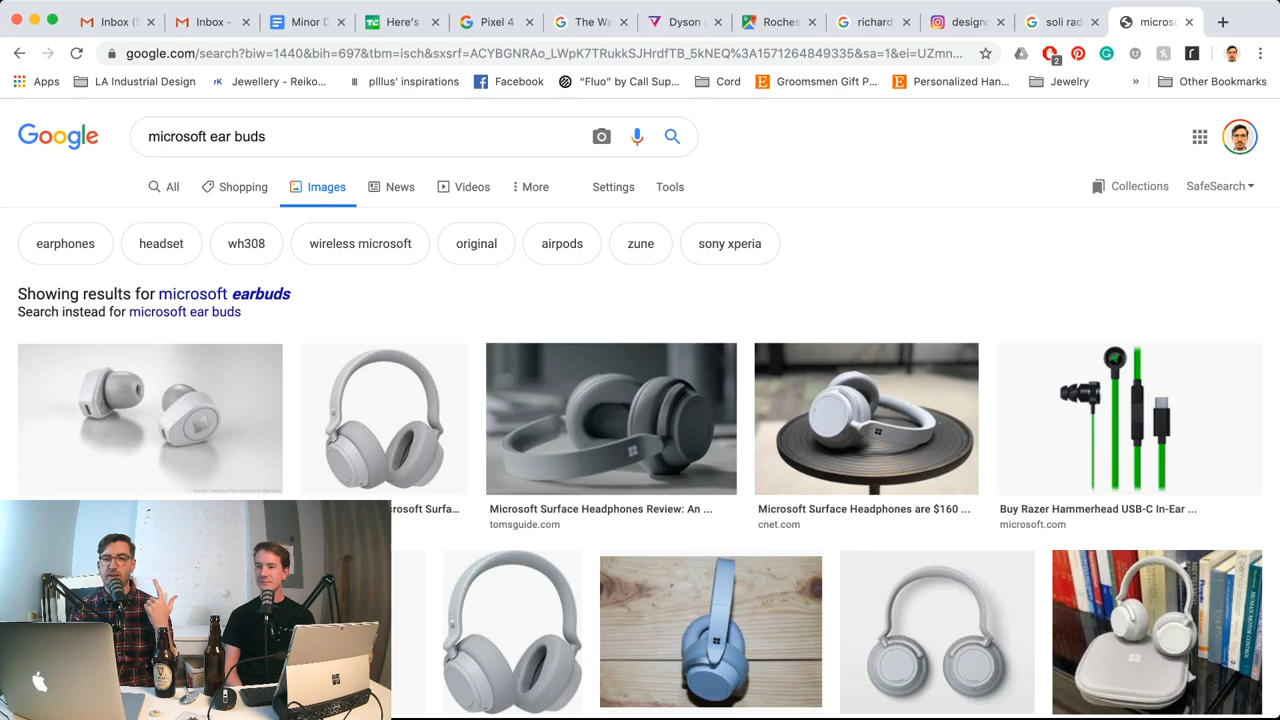 Inbox (
Inbox -
Minor D
Here's
Pixel 4
The Wa
Dyson a
Roches
richard
design
soli rad
micros
google.com/search?biw=1440&bih=697&tbm=isch&sxsrf=ACYBGNRAo_LWpK7TRukkSJHrdfTB_5kNEQ%3A1571264849335&sa=1&ei=UZmn...
2
Apps
LA Industrial Design
rK
Jewellery - Reiko...
plllus' inspirations
Facebook
“Fluo” by Call Sup...
Cord
Groomsmen Gift P...
Personalized Han...
Jewelry
»
Other Bookmarks
Google
microsoft ear buds
All
Shopping
Images
News
Videos
More
Settings
Tools
Collections
SafeSearch
earphones
headset
wh308
wireless microsoft
original
airpods
zune
sony xperia
Showing results for microsoft earbuds
Search instead for microsoft ear buds
crosoft Surfa...
Microsoft Surface Headphones Review: An ...
tomsguide.com
Microsoft Surface Headphones are $160 ...
cnet.com
Buy Razer Hammerhead USB-C In-Ear ...
microsoft.com